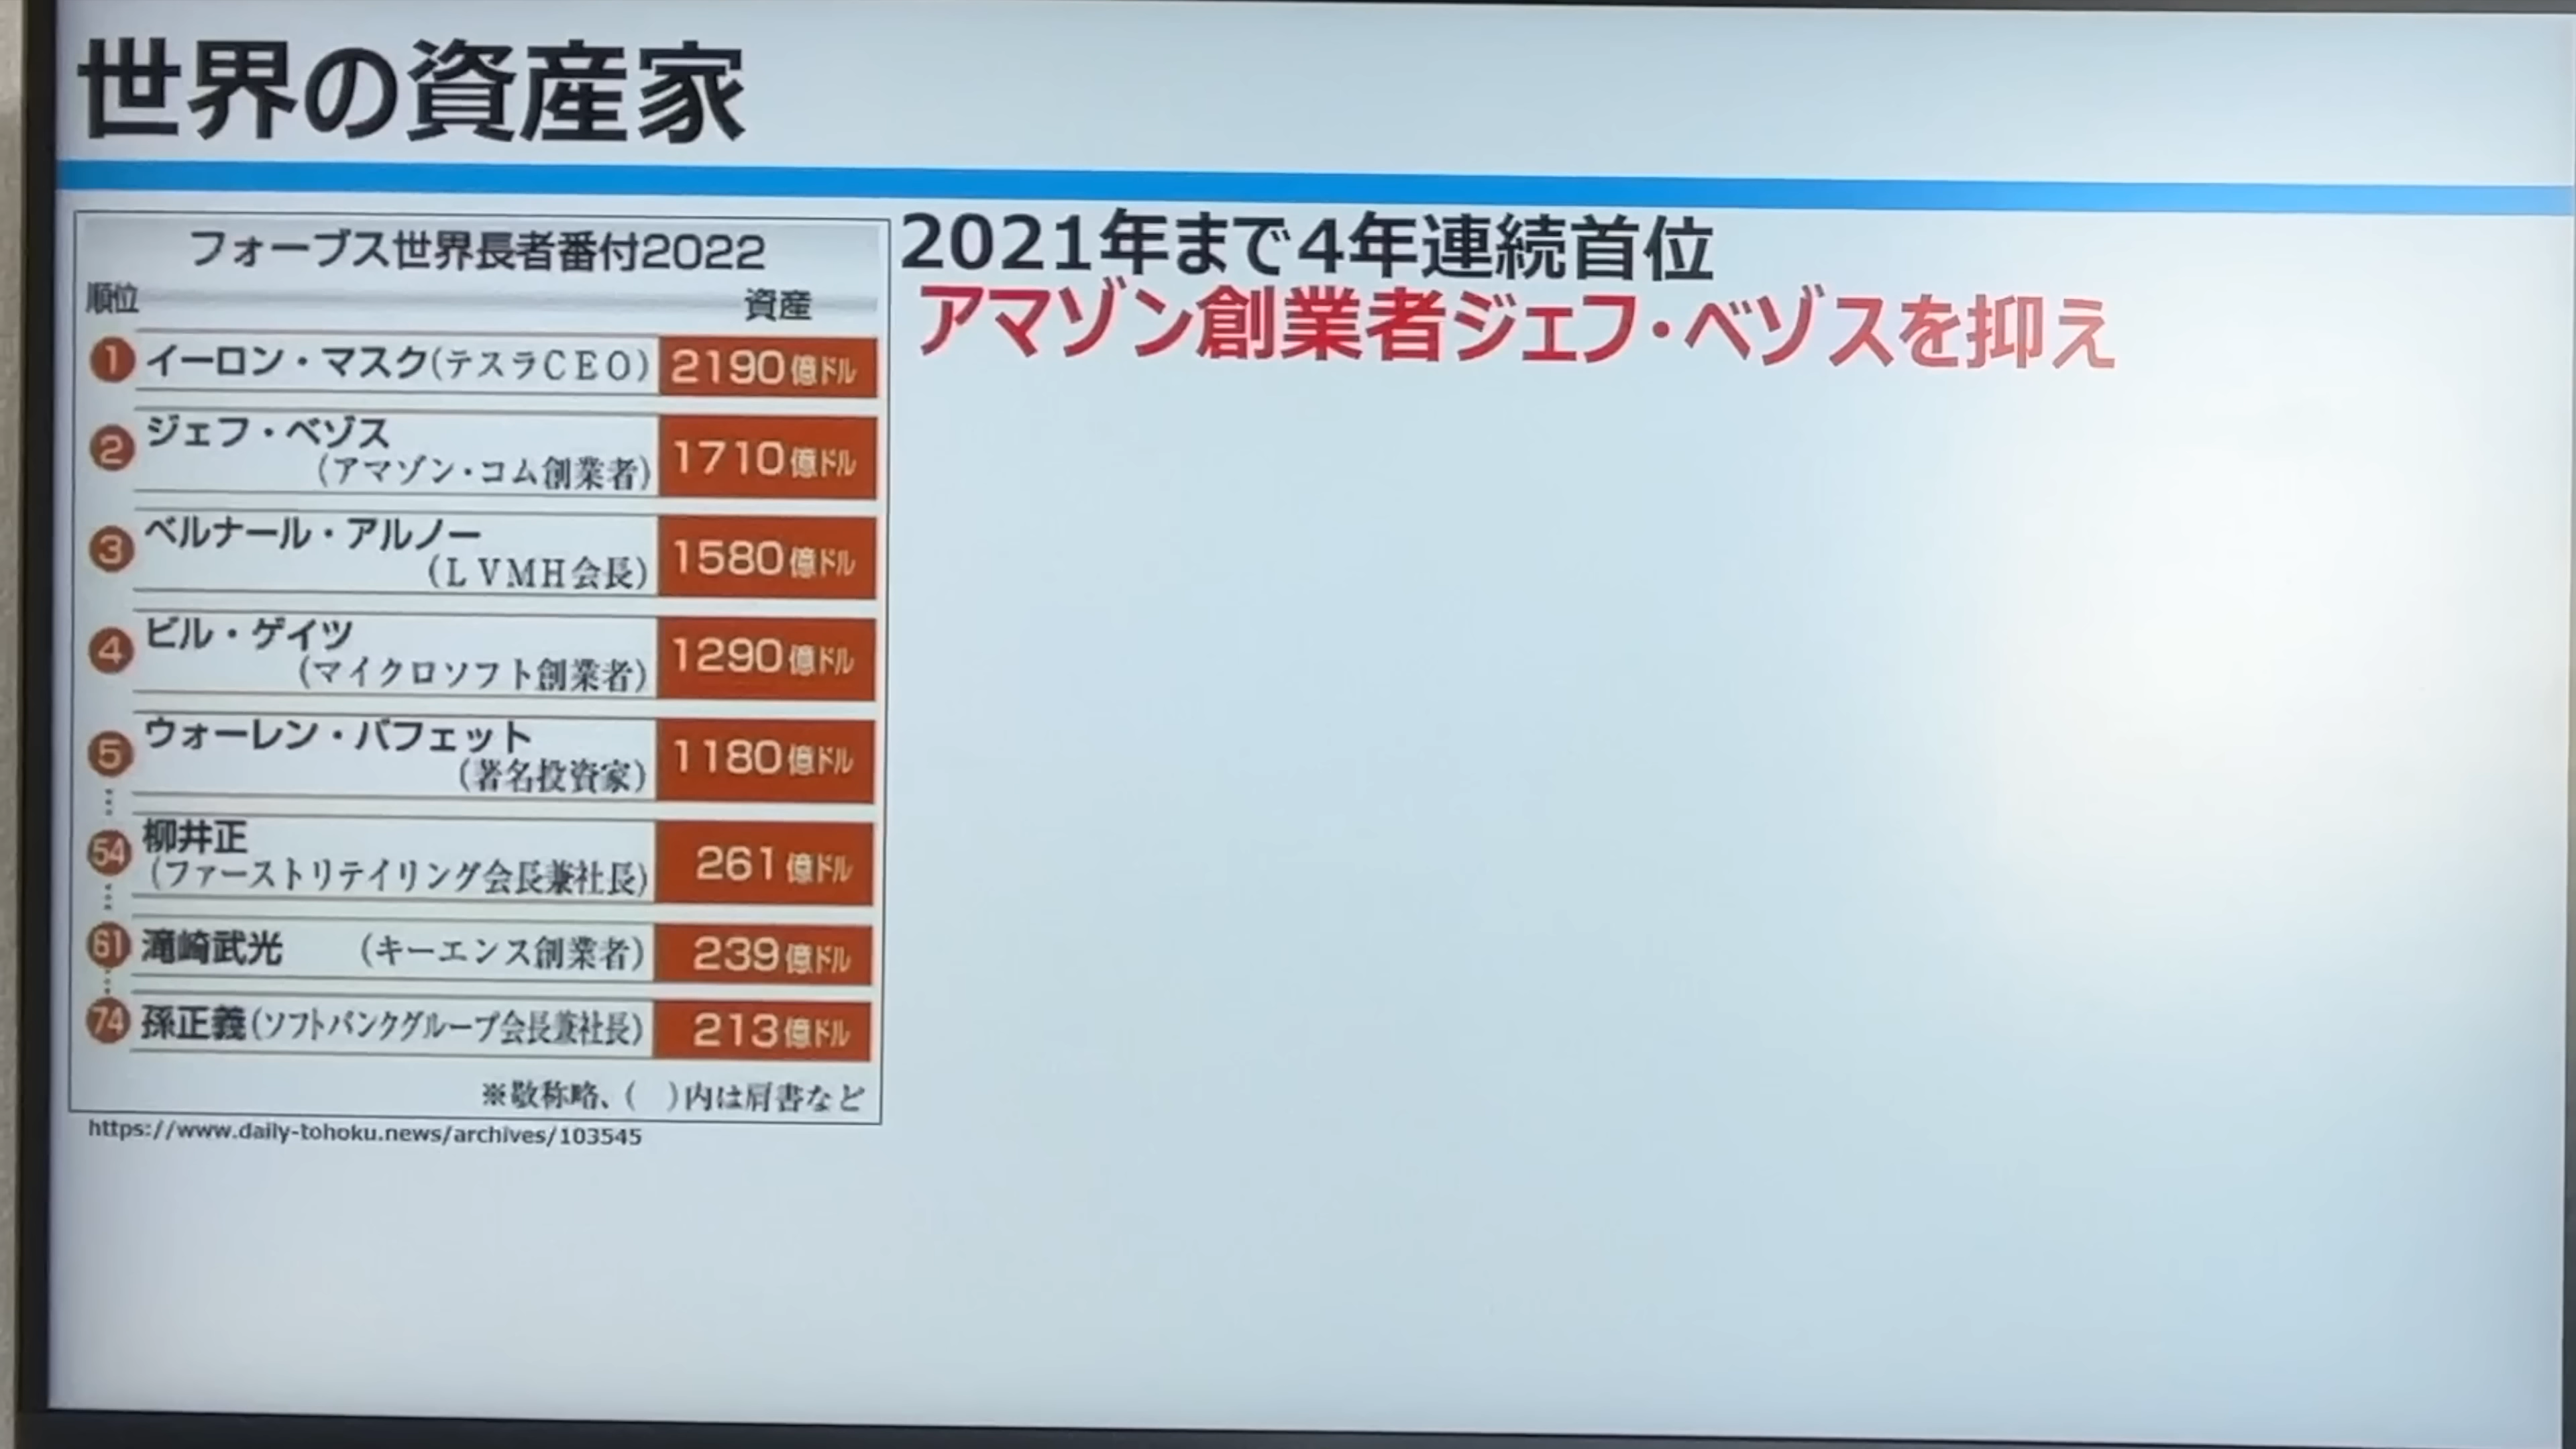 世界の資産家
フォーブス世界長者番付2022
順位 資産
1 イーロン・マスク(テスラCEO) 2190億ドル
2 ジェフ・ベゾス
(アマゾン・コム創業者) 1710億ドル
3 ベルナール・アルノー
(LVMH会長) 1580億ドル
4 ビル・ゲイツ
(マイクロソフト創業者) 1290億ドル
5 ウォーレン・バフェット
(著名投資家) 1180億ドル
54 柳井正
(ファーストリテイリング会長兼社長) 261億ドル
61 滝崎武光 (キーエンス創業者) 239億ドル
74 孫正義(ソフトバンクグループ会長兼社長) 213億ドル
※敬称略、( )内は肩書など
https://www.daily-tohoku.news/archives/103545
2021年まで4年連続首位
アマゾン創業者ジェフ・ベゾスを抑え